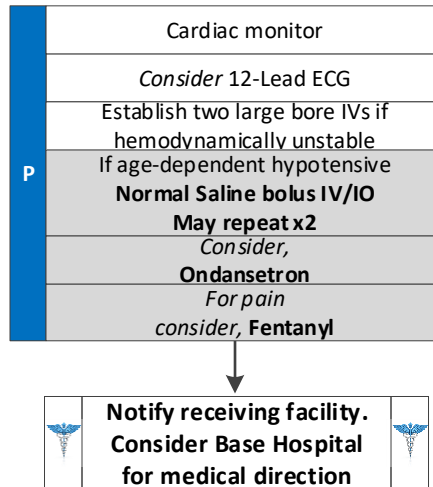 Cardiac monitor
Consider 12-Lead ECG
Establish two large bore IVs if
hemodynamically unstable
P
If age-dependent hypotensive
Normal Saline bolus IV/IO
May repeat x2
Consider,
Ondansetron
For pain
consider, Fentanyl
Notify receiving facility.
Consider Base Hospital
for medical direction